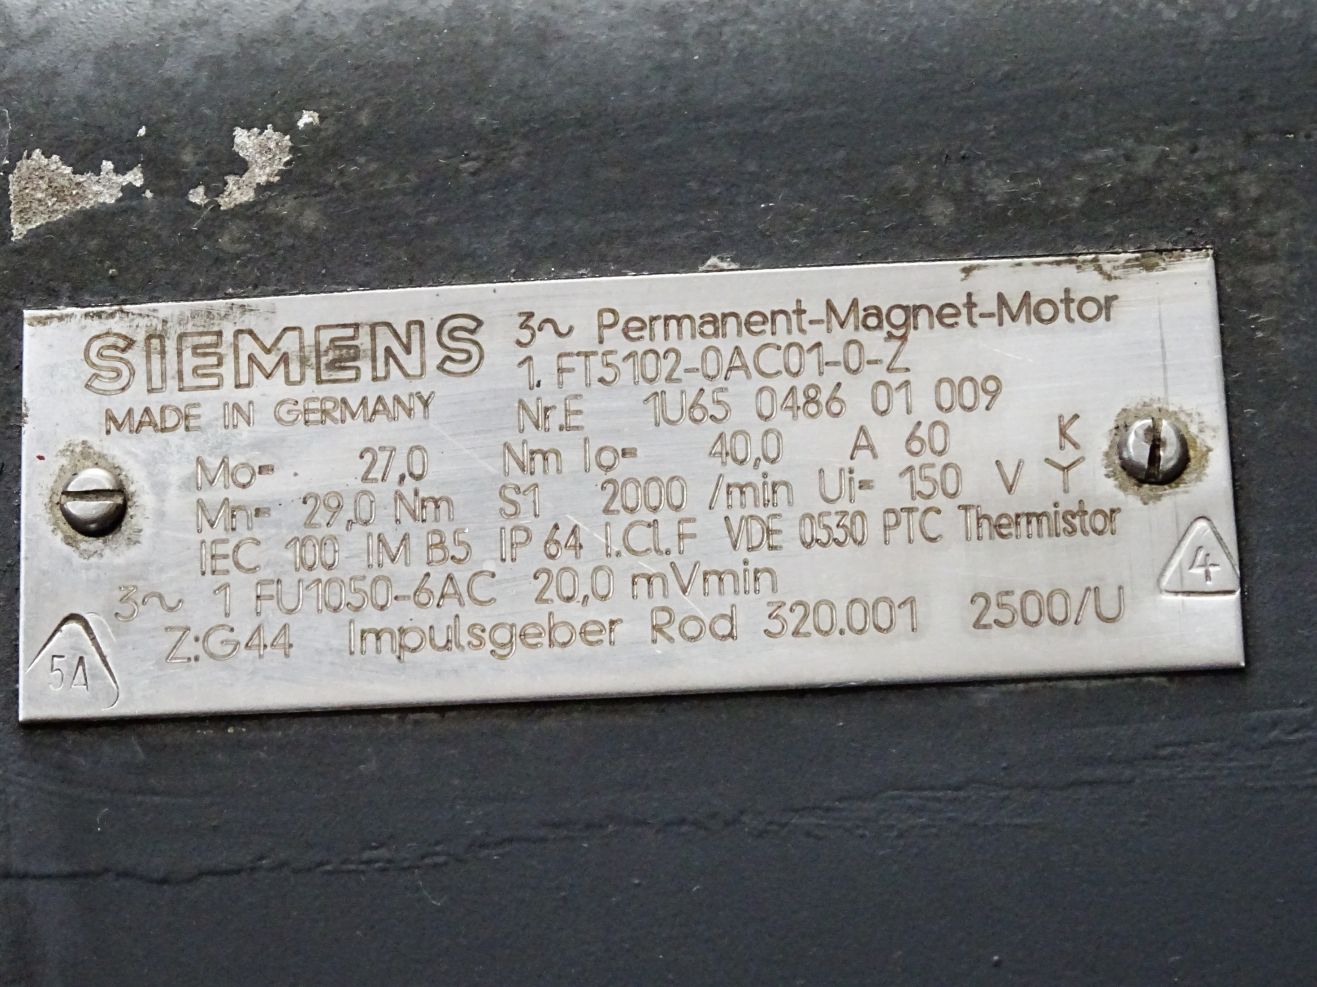 SIEMENS 3~ Permanent-Magnet-Motor
1.FT5102-0AC01-0-Z
MADE IN GERMANY Nr.E 1U65 0486 01 009
Mo= 27,0 Nm Io= 40,0 A 60 K
Mn= 29,0 Nm S1 2000 /min Ui= 150 V Y
IEC 100 IM B5 IP 64 I.Cl.F VDE 0530 PTC Thermistor
3~ 1 FU1050-6AC 20,0 mVmin
Z:G44 Impulsgeber Rod 320.001 2500/U
5A
4